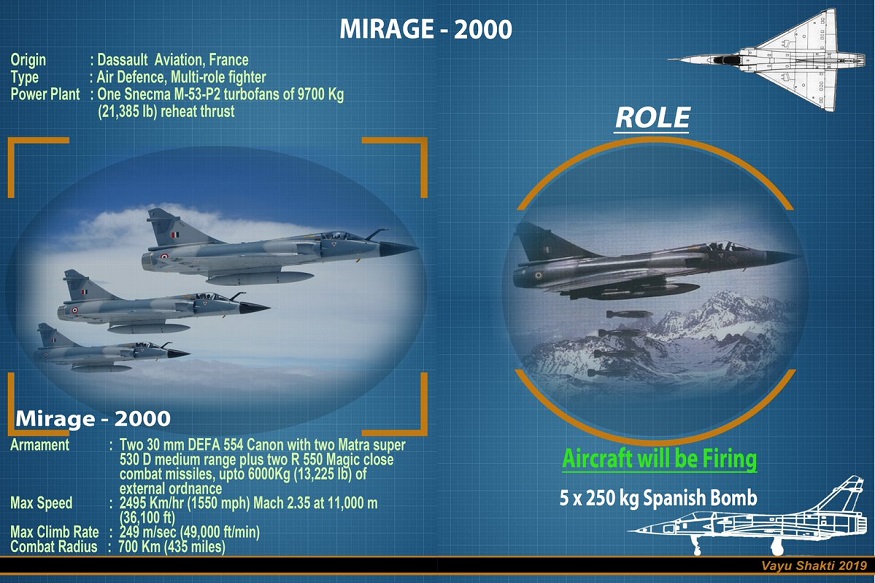 MIRAGE - 2000
Origin : Dassault Aviation, France
Type : Air Defence, Multi-role fighter
Power Plant : One Snecma M-53-P2 turbofans of 9700 Kg
(21,385 lb) reheat thrust
ROLE
Mirage - 2000
Armament : Two 30 mm DEFA 554 Canon with two Matra super
530 D medium range plus two R 550 Magic close
combat missiles, upto 6000Kg (13,225 lb) of
external ordnance
Max Speed : 2495 Km/hr (1550 mph) Mach 2.35 at 11,000 m
(36,100 ft)
Max Climb Rate : 249 m/sec (49,000 ft/min)
Combat Radius : 700 Km (435 miles)
Aircraft will be Firing
5 x 250 kg Spanish Bomb
Vayu Shakti 2019